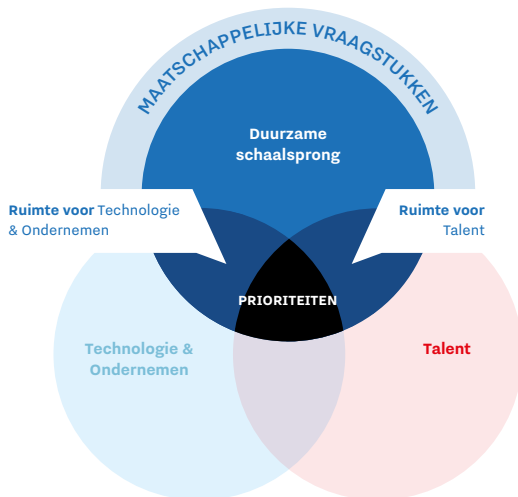 MAATSCHAPPELIJKE VRAAGSTUKKEN
Duurzame
schaalsprong
Ruimte voor Technologie
& Ondernemen
Ruimte voor
Talent
PRIORITEITEN
Technologie &
Ondernemen
Talent